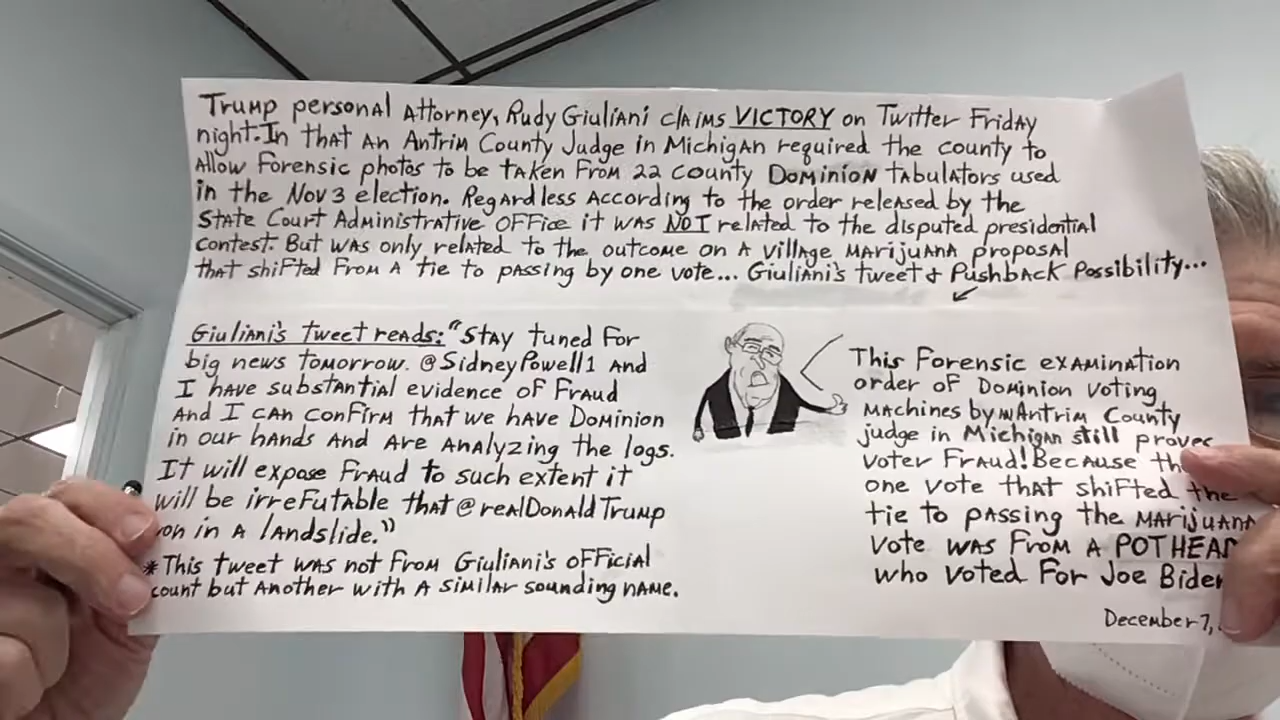 Trump personal Attorney, Rudy Giuliani claims VICTORY on Twitter Friday
night. In that an Antrim County Judge in Michigan required the county to
allow forensic photos to be taken from 22 county Dominion tabulators used
in the Nov 3 election. Regardless according to the order released by the
State Court Administrative Office it was NOT related to the disputed presidential
contest. But was only related to the outcome on a village marijuana proposal
that shifted from a tie to passing by one vote... Giuliani's tweet & Pushback Possibility...
Giuliani's tweet reads: "Stay tuned for
big news tomorrow. @SidneyPowell1 and
I have substantial evidence of fraud
and I can confirm that we have Dominion
in our hands and are analyzing the logs.
It will expose fraud to such extent it
will be irrefutable that @realDonaldTrump
won in a landslide."
*This tweet was not from Giuliani's official
count but another with a similar sounding name.
This forensic examination
order of Dominion voting
machines by Antrim County
judge in Michigan still proves
voter fraud! Because the
one vote that shifted the
tie to passing the marijuana
vote was from a POTHEAD
who voted for Joe Biden
December 7,